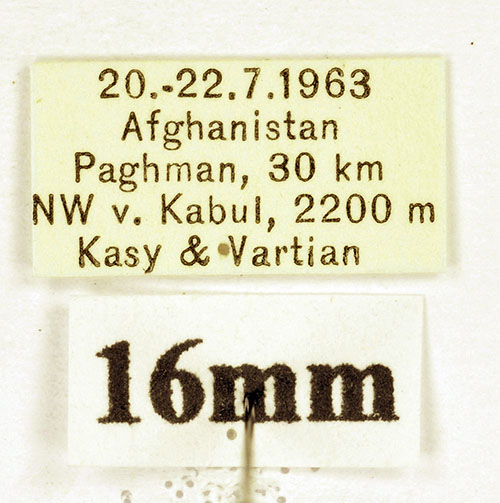 20.-22.7.1963
Afghanistan
Paghman, 30 km
NW v. Kabul, 2200 m
Kasy & Vartian
16mm